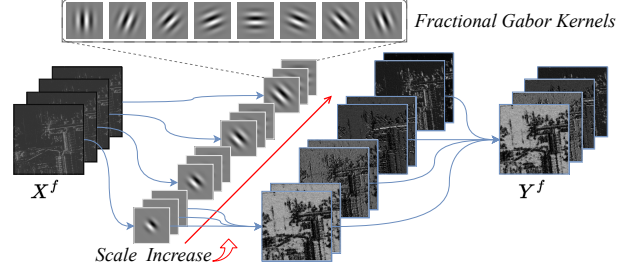 Fractional Gabor Kernels
X^f
Y^f
Scale Increase